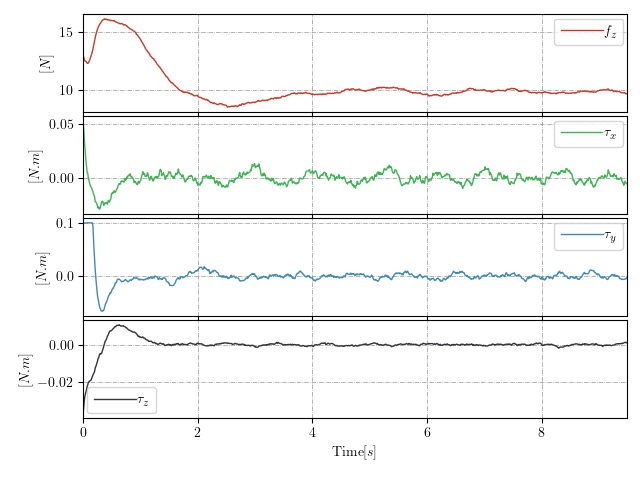 15
10
[N]
f_z
0.05
0.00
[N.m]
τ_x
0.1
0.0
[N.m]
τ_y
0.00
−0.02
[N.m]
τ_z
0 2 4 6 8
Time[s]